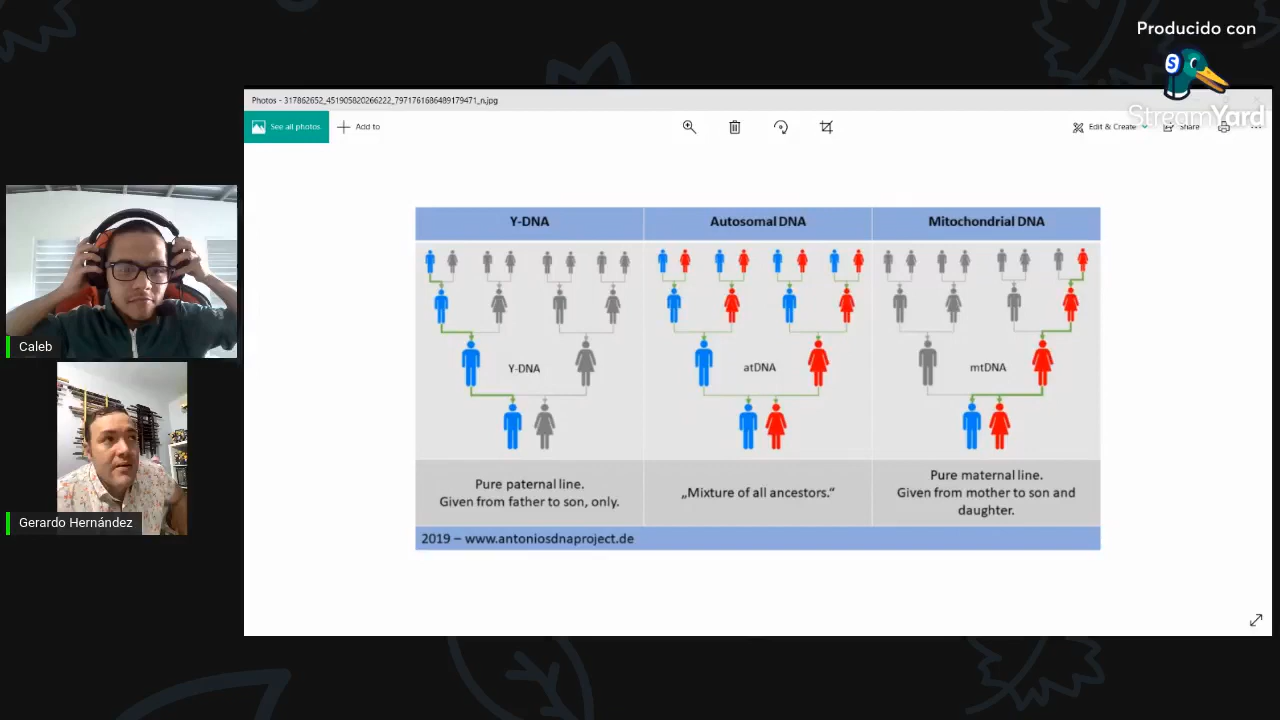 Producido con
StreamYard
Photos - 317862652_451905820266222_7971761686489179471_n.jpg
See all photos
Add to
Edit & Create
Share
Y-DNA
Autosomal DNA
Mitochondrial DNA
Y-DNA
atDNA
mtDNA
Pure paternal line.
Given from father to son, only.
„Mixture of all ancestors.“
Pure maternal line.
Given from mother to son and
daughter.
2019 – www.antoniosdnaproject.de
Caleb
Gerardo Hernández